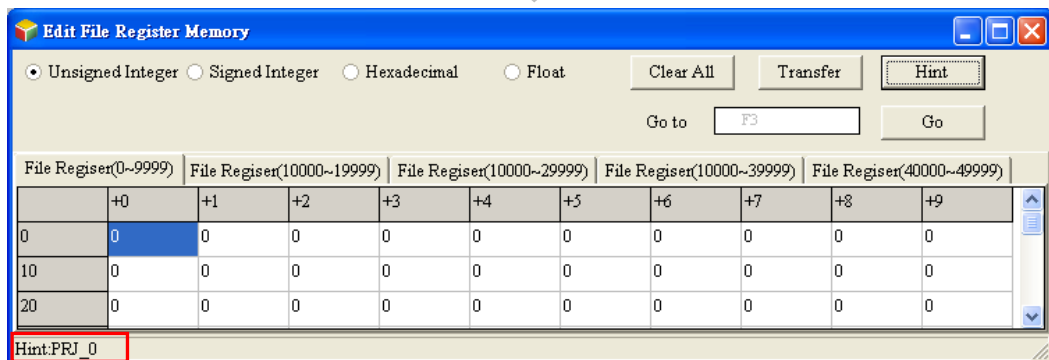 Edit File Register Memory
Unsigned Integer Signed Integer Hexadecimal Float Clear All Transfer Hint
Go to F3 Go
File Regiser(0~9999) File Regiser(10000~19999) File Regiser(10000~29999) File Regiser(10000~39999) File Regiser(40000~49999)
+0 +1 +2 +3 +4 +5 +6 +7 +8 +9
0 0 0 0 0 0 0 0 0 0 0
10 0 0 0 0 0 0 0 0 0 0
20 0 0 0 0 0 0 0 0 0 0
Hint:PRJ_0